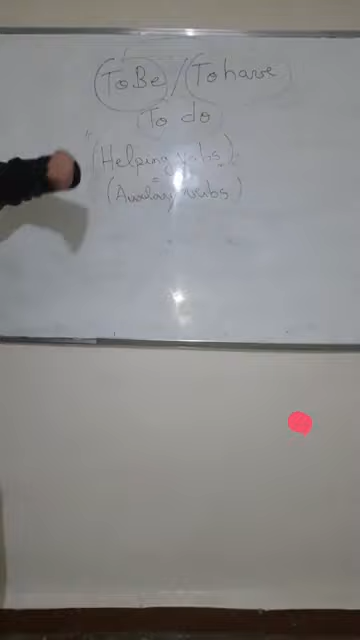 To Be / To have
To do
(Helping verbs)
(Auxiliary verbs)